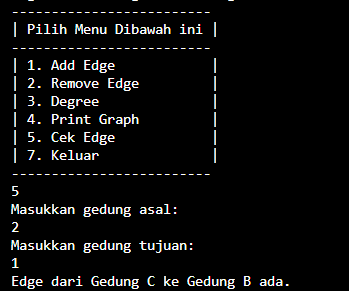 -------------------------
| Pilih Menu Dibawah ini |
-------------------------
| 1. Add Edge            |
| 2. Remove Edge         |
| 3. Degree              |
| 4. Print Graph         |
| 5. Cek Edge            |
| 7. Keluar              |
-------------------------
5
Masukkan gedung asal:
2
Masukkan gedung tujuan:
1
Edge dari Gedung C ke Gedung B ada.